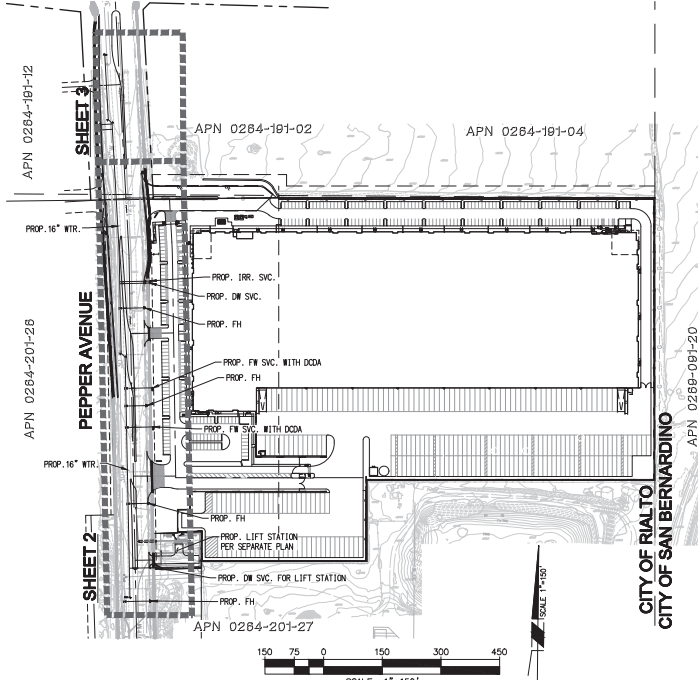 APN 0264-191-12
SHEET 3
APN 0264-191-02
APN 0264-191-04
PROP.16" WTR.
PROP. IRR. SVC.
PROP. DW SVC.
PROP. FH
PEPPER AVENUE
APN 0264-201-26
PROP. FW SVC. WITH DCDA
PROP. FH
PROP. FW SVC. WITH DCDA
PROP.16" WTR.
PROP. FH
PROP. LIFT STATION
PER SEPARATE PLAN
SHEET 2
PROP. DW SVC. FOR LIFT STATION
PROP. FH
APN 0264-201-27
APN 0269-091-20
CITY OF RIALTO
CITY OF SAN BERNARDINO
SCALE 1"=150'
150 75 0 150 300 450
SCALE 1"=150'